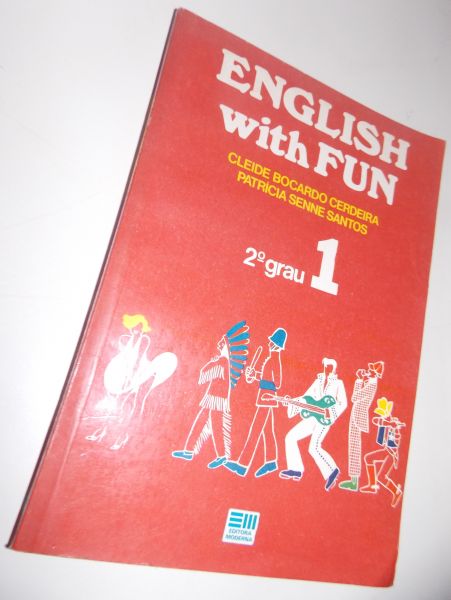 ENGLISH
with FUN
CLEIDE BOCARDO CERDEIRA
PATRÍCIA SENNE SANTOS
2º grau 1
EDITORA
MODERNA